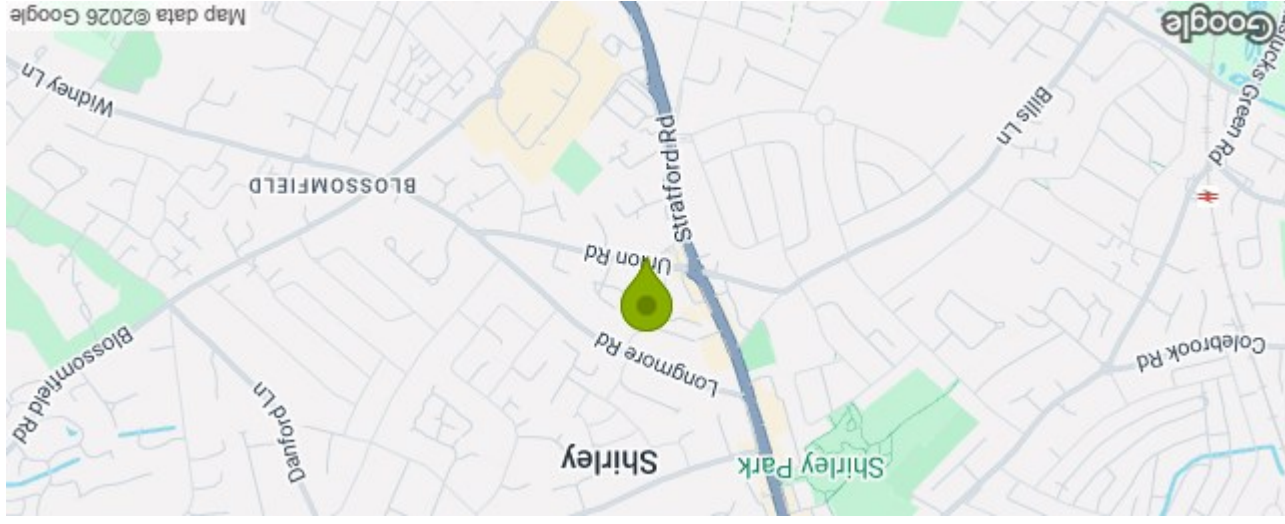 Shirley Park
Shirley
Danford Ln
Longmore Rd
Blossomfield Rd
Colebrook Rd
Union Rd
Stratford Rd
BLOSSOMFIELD
Green Rd
Bills Ln
Widney Ln
Google
Map data ©2026 Google